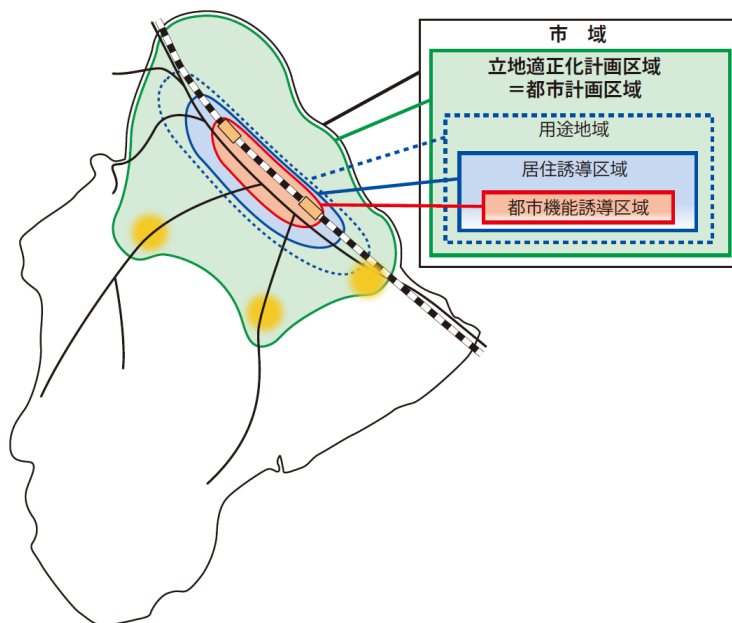 市 域
立地適正化計画区域
＝都市計画区域
用途地域
居住誘導区域
都市機能誘導区域